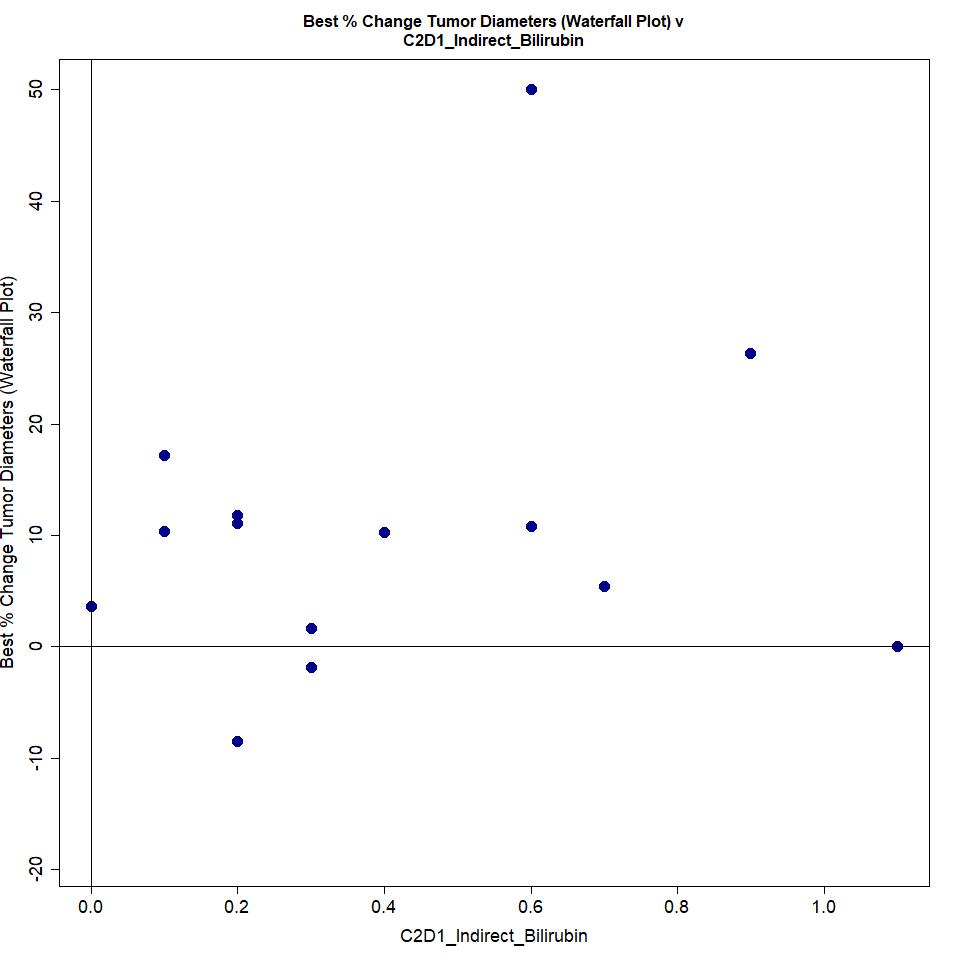 Best % Change Tumor Diameters (Waterfall Plot) v
C2D1_Indirect_Bilirubin
Best % Change Tumor Diameters (Waterfall Plot)
50
40
30
20
10
0
-10
-20
0.0 0.2 0.4 0.6 0.8 1.0
C2D1_Indirect_Bilirubin